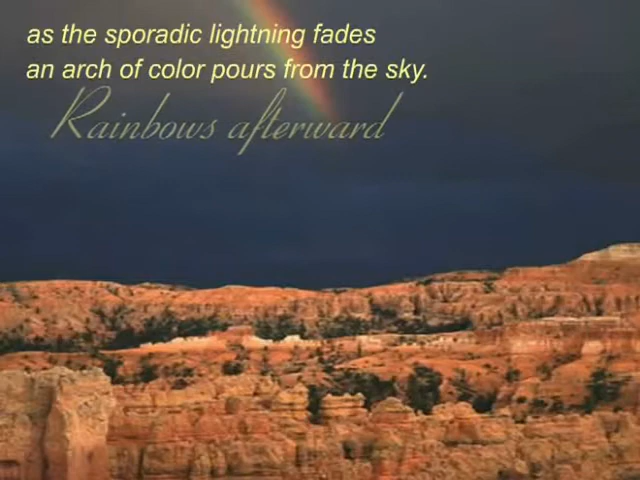 as the sporadic lightning fades
an arch of color pours from the sky.
Rainbows afterward